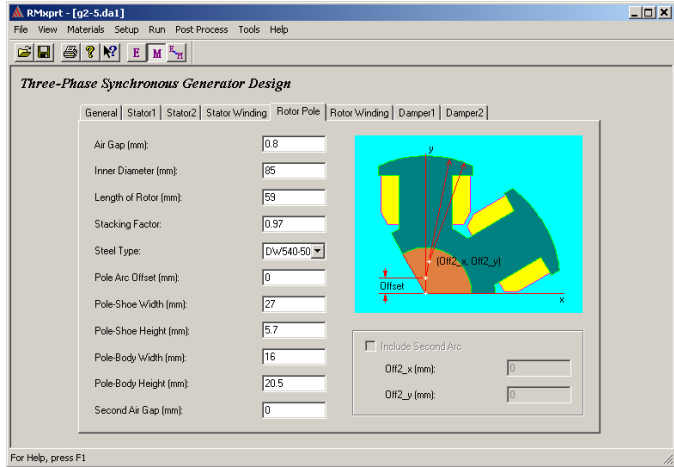 RMxprt - [g2-5.da1]
File View Materials Setup Run Post Process Tools Help
E M E M
Three-Phase Synchronous Generator Design
General Stator1 Stator2 Stator Winding Rotor Pole Rotor Winding Damper1 Damper2
Air Gap (mm): 0.8
Inner Diameter (mm): 85
Length of Rotor (mm): 59
Stacking Factor: 0.97
Steel Type: DW540-50
Pole Arc Offset (mm): 0
Pole-Shoe Width (mm): 27
Pole-Shoe Height (mm): 5.7
Pole-Body Width (mm): 16
Pole-Body Height (mm): 20.5
Second Air Gap (mm): 0
y
(Off2_x, Off2_y)
Offset
x
Include Second Arc
Off2_x (mm): 0
Off2_y (mm): 0
For Help, press F1